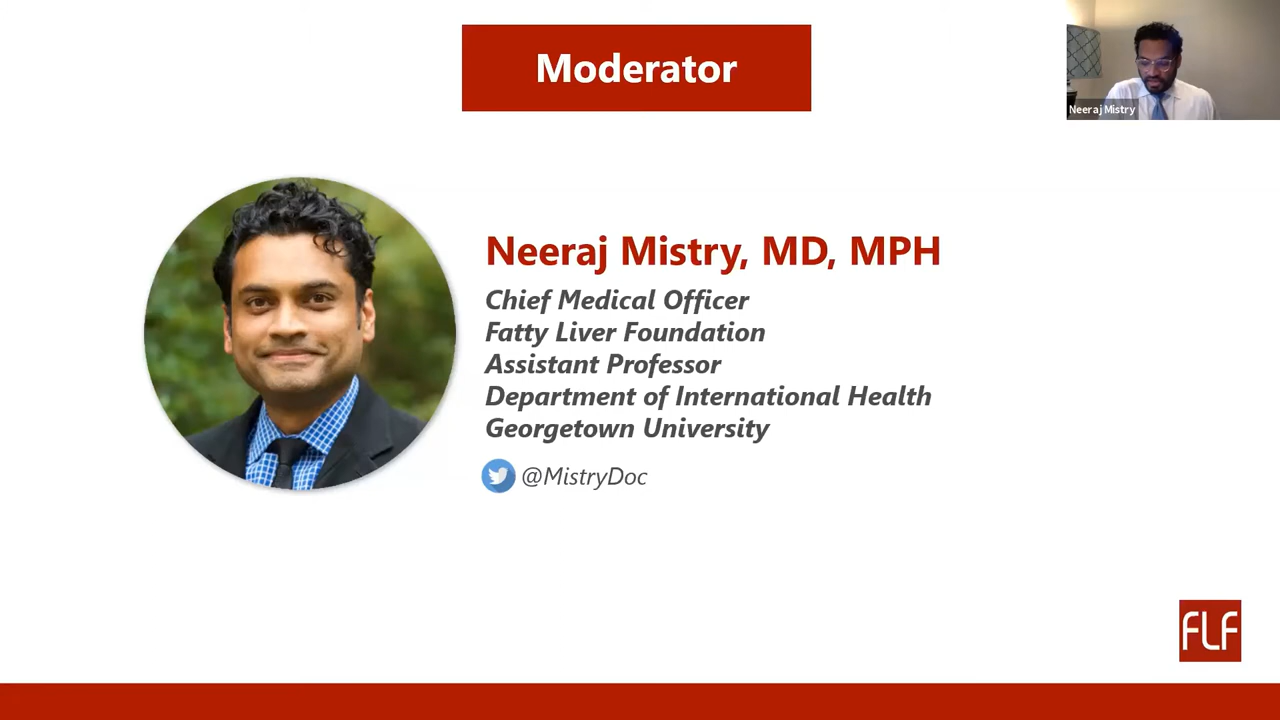 Moderator
Neeraj Mistry
Neeraj Mistry, MD, MPH
Chief Medical Officer
Fatty Liver Foundation
Assistant Professor
Department of International Health
Georgetown University
@MistryDoc
FLF